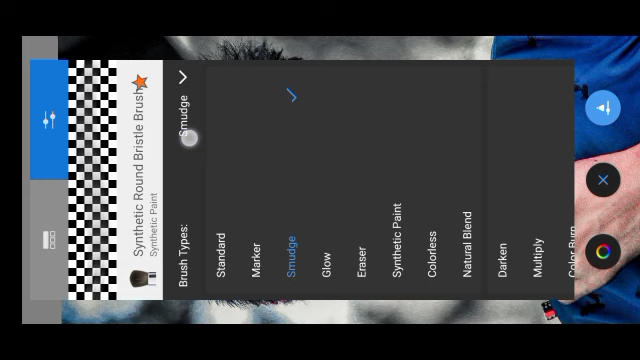 Synthetic Round Bristle Brush
Synthetic Paint
Brush Types:
Smudge
Standard
Marker
Smudge
Glow
Eraser
Synthetic Paint
Colorless
Natural Blend
Darken
Multiply
Color Burn